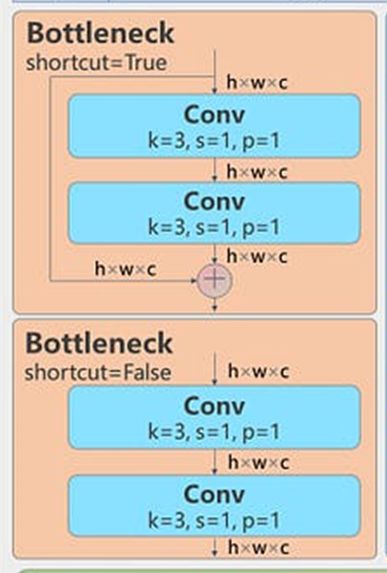 Bottleneck
shortcut=True
h×w×c
Conv
k=3, s=1, p=1
h×w×c
Conv
k=3, s=1, p=1
h×w×c
h×w×c
+
Bottleneck
shortcut=False
h×w×c
Conv
k=3, s=1, p=1
h×w×c
Conv
k=3, s=1, p=1
h×w×c